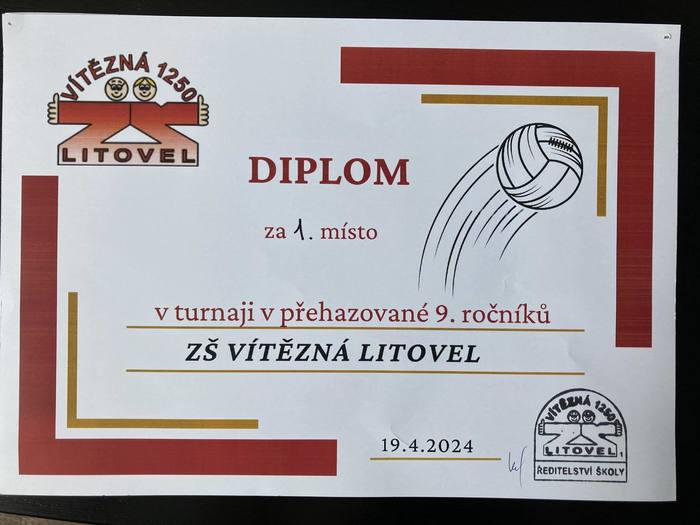 VÍTĚZNÁ 1250
LITOVEL
DIPLOM
za 1. místo
v turnaji v přehazované 9. ročníků
ZŠ VÍTĚZNÁ LITOVEL
19.4.2024
VÍTĚZNÁ 1250
LITOVEL 1
ŘEDITELSTVÍ ŠKOLY